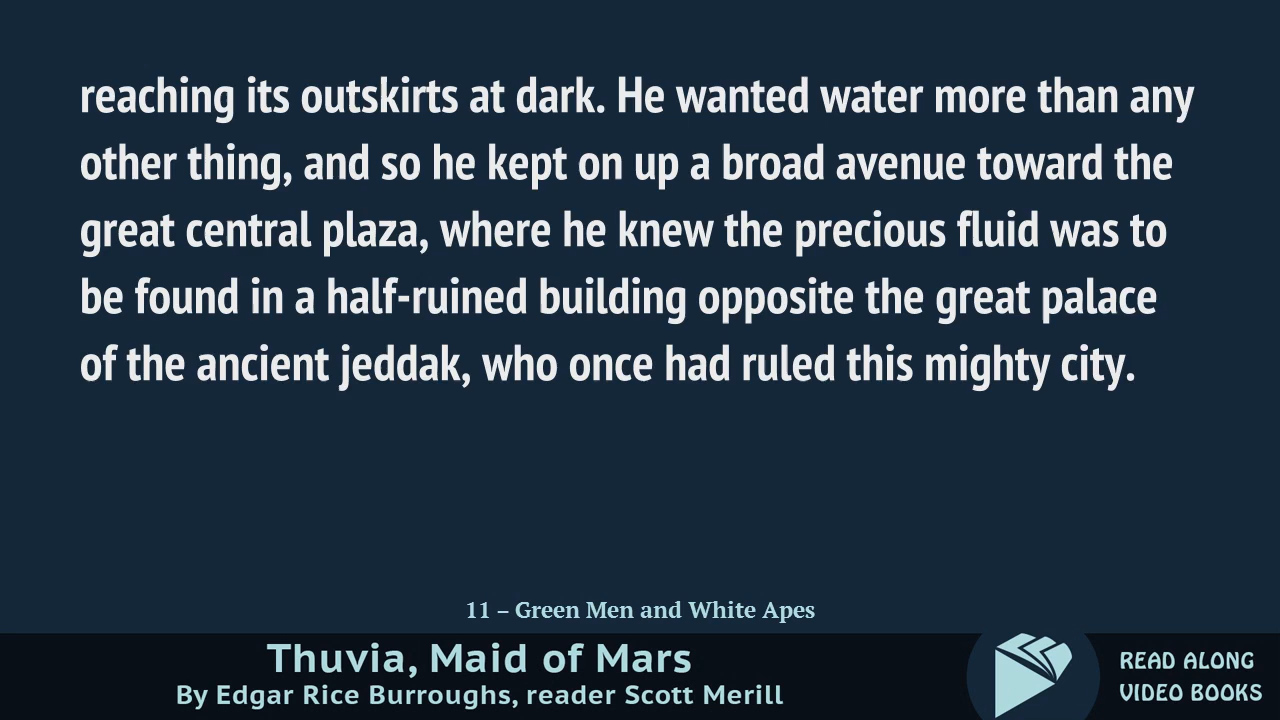 reaching its outskirts at dark. He wanted water more than any
other thing, and so he kept on up a broad avenue toward the
great central plaza, where he knew the precious fluid was to
be found in a half-ruined building opposite the great palace
of the ancient jeddak, who once had ruled this mighty city.
11 – Green Men and White Apes
Thuvia, Maid of Mars
By Edgar Rice Burroughs, reader Scott Merill
READ ALONG
VIDEO BOOKS